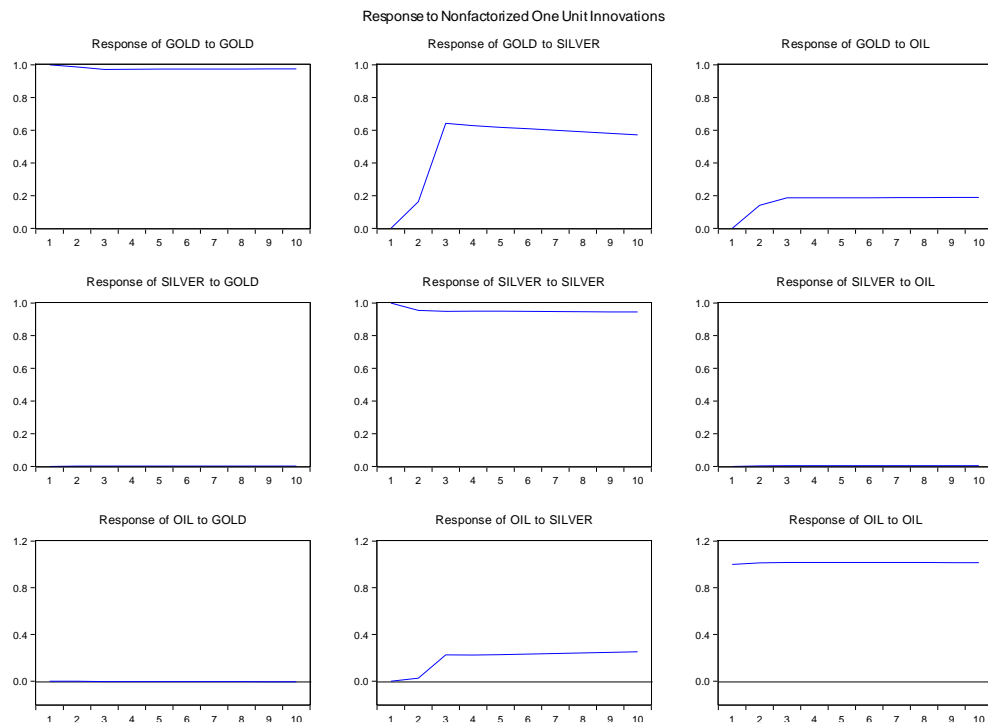 Response to Nonfactorized One Unit Innovations
Response of GOLD to GOLD
1.0
0.8
0.6
0.4
0.2
0.0
1 2 3 4 5 6 7 8 9 10
Response of GOLD to SILVER
1.0
0.8
0.6
0.4
0.2
0.0
1 2 3 4 5 6 7 8 9 10
Response of GOLD to OIL
1.0
0.8
0.6
0.4
0.2
0.0
1 2 3 4 5 6 7 8 9 10
Response of SILVER to GOLD
1.0
0.8
0.6
0.4
0.2
0.0
1 2 3 4 5 6 7 8 9 10
Response of SILVER to SILVER
1.0
0.8
0.6
0.4
0.2
0.0
1 2 3 4 5 6 7 8 9 10
Response of SILVER to OIL
1.0
0.8
0.6
0.4
0.2
0.0
1 2 3 4 5 6 7 8 9 10
Response of OIL to GOLD
1.2
0.8
0.4
0.0
1 2 3 4 5 6 7 8 9 10
Response of OIL to SILVER
1.2
0.8
0.4
0.0
1 2 3 4 5 6 7 8 9 10
Response of OIL to OIL
1.2
0.8
0.4
0.0
1 2 3 4 5 6 7 8 9 10